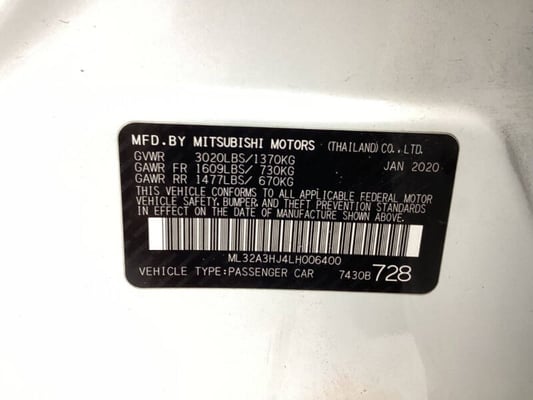 MFD.BY MITSUBISHI MOTORS (THAILAND)CO.,LTD.
GVWR 3020LBS/1370KG JAN 2020
GAWR FR 1609LBS/ 730KG
GAWR RR 1477LBS/ 670KG
THIS VEHICLE CONFORMS TO ALL APPLICABLE FEDERAL MOTOR
VEHICLE SAFETY, BUMPER, AND THEFT PREVENTION STANDARDS
IN EFFECT ON THE DATE OF MANUFACTURE SHOWN ABOVE.
ML32A3HJ4LH006400
VEHICLE TYPE:PASSENGER CAR 7430B 728